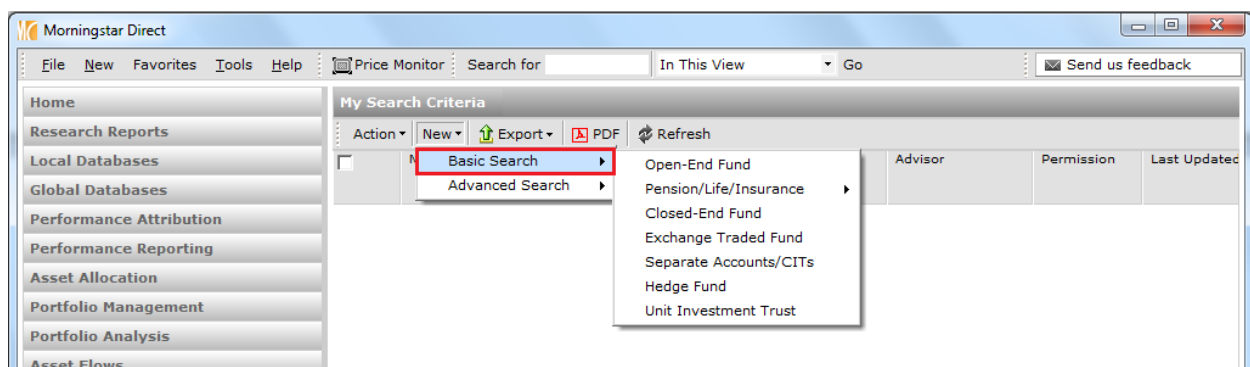 Morningstar Direct
File New Favorites Tools Help Price Monitor Search for In This View Go Send us feedback
Home
My Search Criteria
Research Reports
Action New Export PDF Refresh
Local Databases
Basic Search
Open-End Fund
Advisor Permission Last Updated
Advanced Search
Pension/Life/Insurance
Global Databases
Closed-End Fund
Performance Attribution
Exchange Traded Fund
Performance Reporting
Separate Accounts/CITs
Asset Allocation
Hedge Fund
Portfolio Management
Unit Investment Trust
Portfolio Analysis
Asset Flows